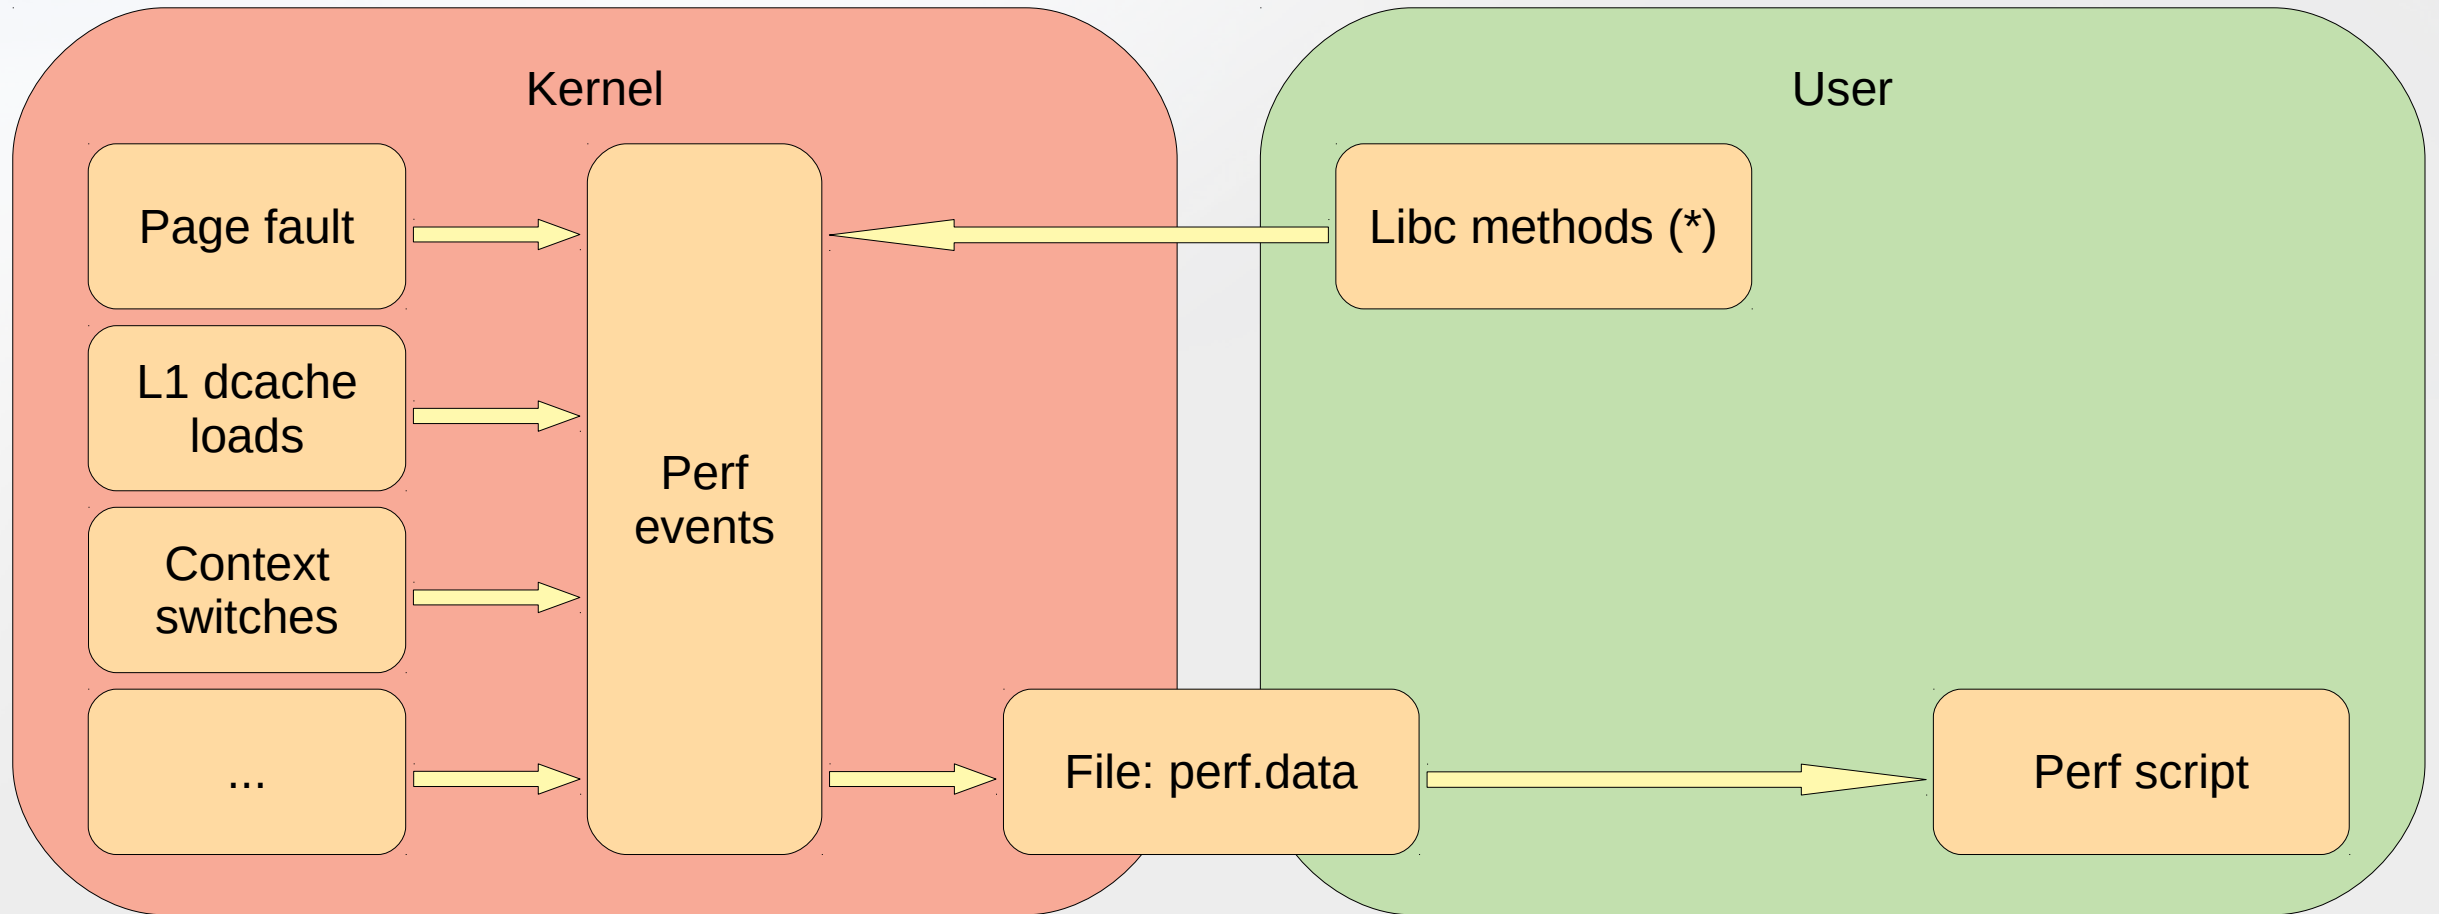 Kernel
User
Page fault
Libc methods (*)
L1 dcache
loads
Perf
events
Context
switches
...
File: perf.data
Perf script